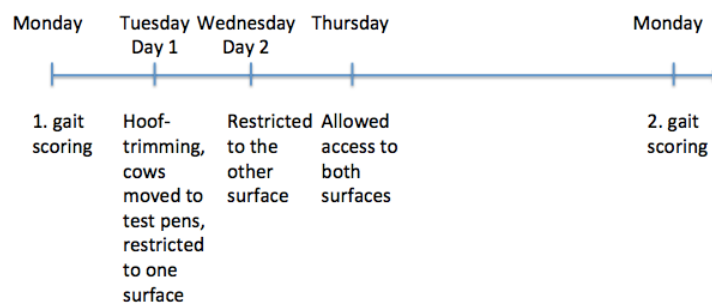 Monday
Tuesday
Day 1
Wednesday
Day 2
Thursday
Monday
1. gait
scoring
Hoof-
trimming,
cows
moved to
test pens,
restricted
to one
surface
Restricted
to the
other
surface
Allowed
access to
both
surfaces
2. gait
scoring